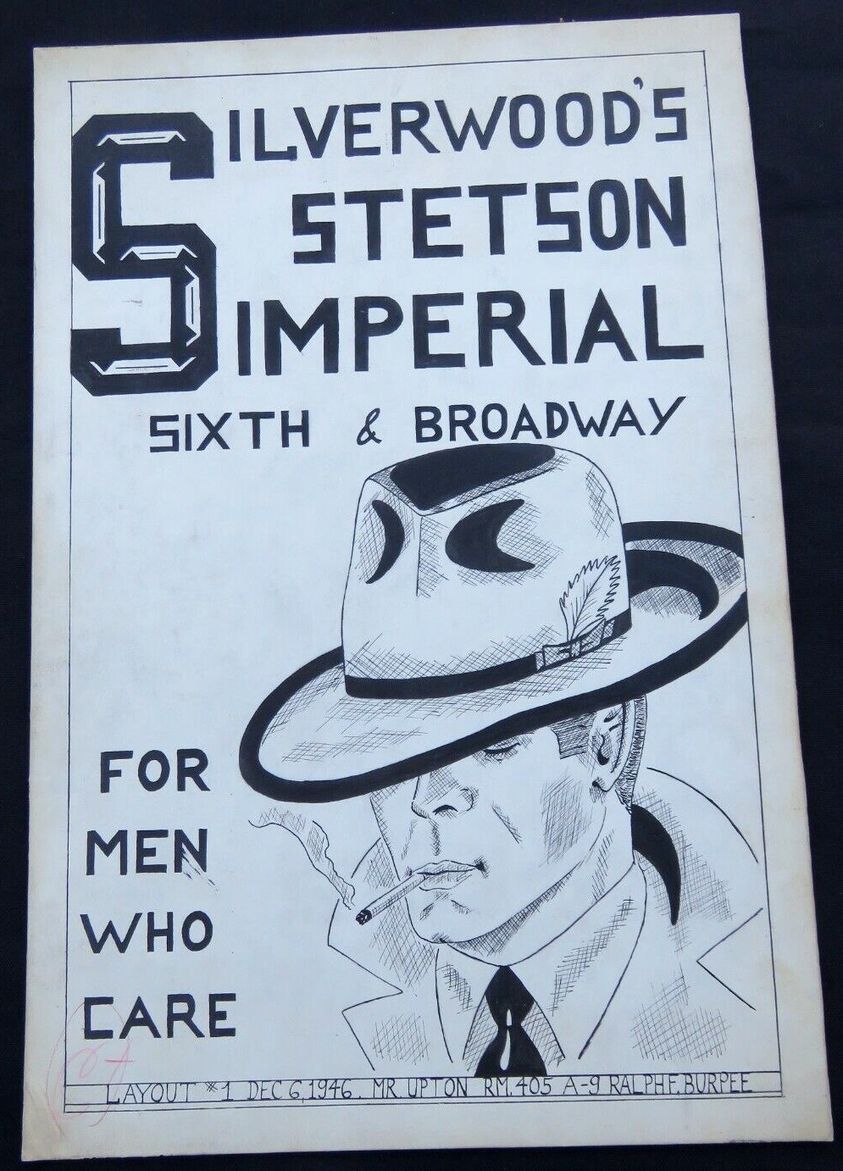 SILVERWOOD'S
STETSON
IMPERIAL
SIXTH & BROADWAY
FOR
MEN
WHO
CARE
LAYOUT #1 DEC 6, 1946. MR. UPTON RM. 405 A-9 RALPH F. BURPEE